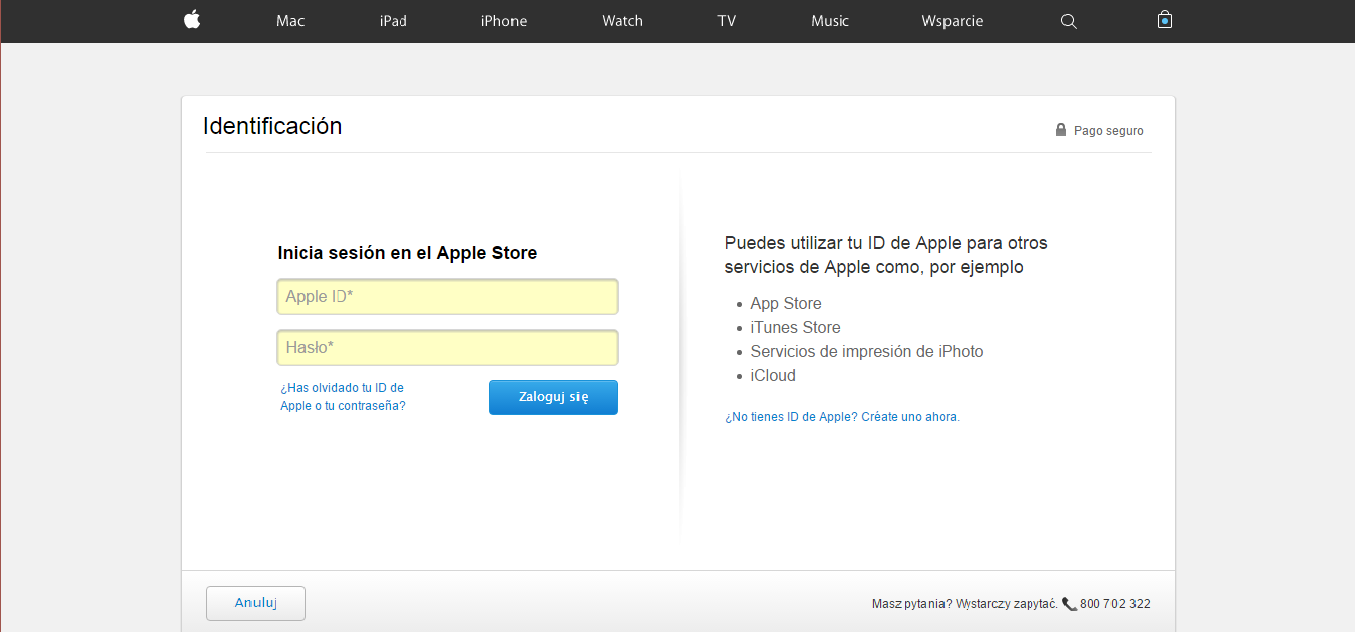 Mac iPad iPhone Watch TV Music Wsparcie
Identificación
Pago seguro
Inicia sesión en el Apple Store
Apple ID*
Hasło*
¿Has olvidado tu ID de
Apple o tu contraseña?
Zaloguj się
Puedes utilizar tu ID de Apple para otros
servicios de Apple como, por ejemplo
• App Store
• iTunes Store
• Servicios de impresión de iPhoto
• iCloud
¿No tienes ID de Apple? Créate uno ahora.
Anuluj
Masz pytania? Wystarczy zapytać. 800 702 322